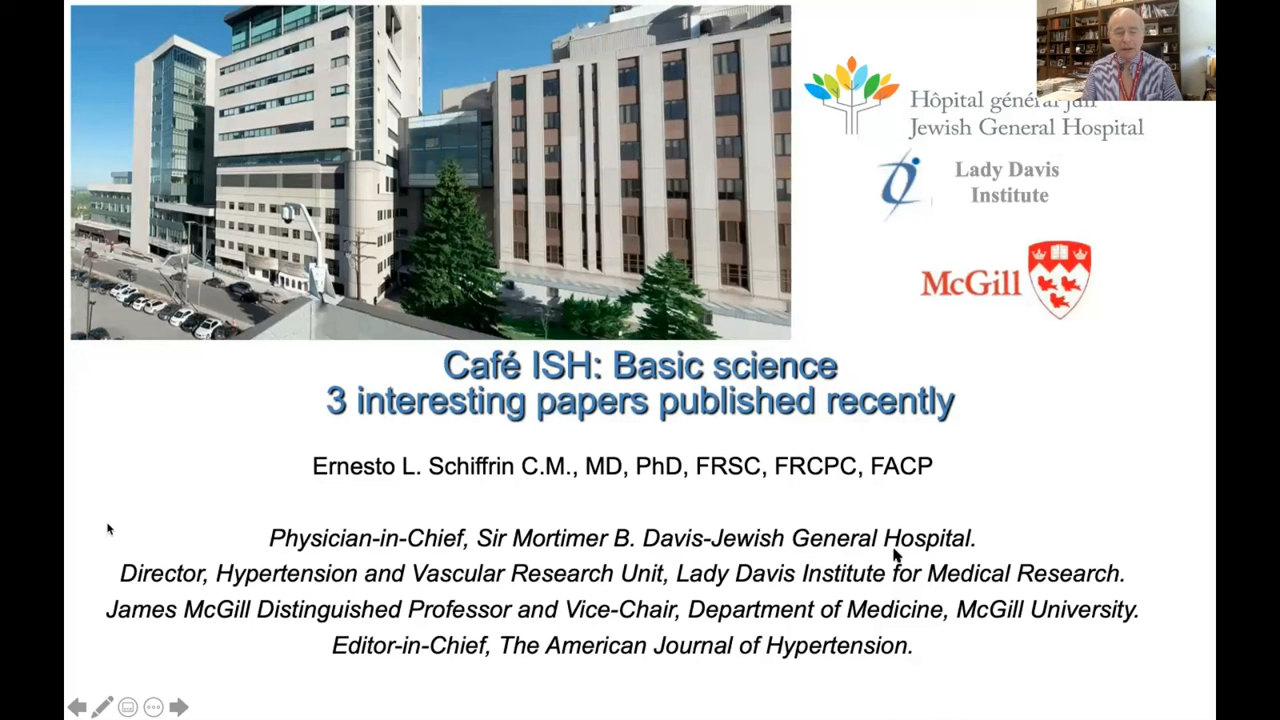 Hôpital général juif
Jewish General Hospital
Lady Davis
Institute
McGill
Café ISH: Basic science
3 interesting papers published recently
Ernesto L. Schiffrin C.M., MD, PhD, FRSC, FRCPC, FACP
Physician-in-Chief, Sir Mortimer B. Davis-Jewish General Hospital.
Director, Hypertension and Vascular Research Unit, Lady Davis Institute for Medical Research.
James McGill Distinguished Professor and Vice-Chair, Department of Medicine, McGill University.
Editor-in-Chief, The American Journal of Hypertension.